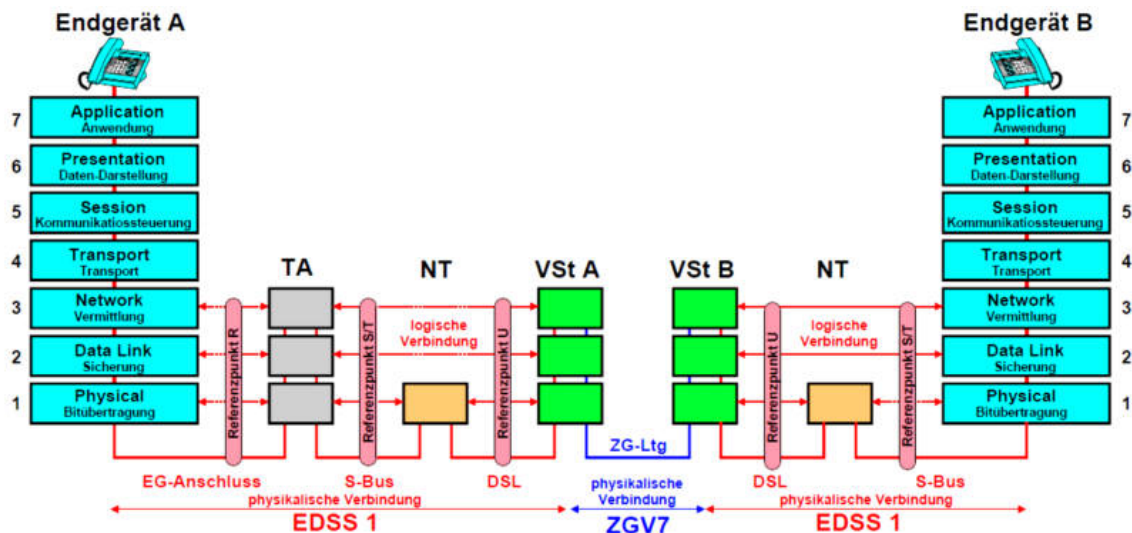 Endgerät A
Endgerät B
7
Application
Anwendung
Application
Anwendung
7
6
Presentation
Daten-Darstellung
Presentation
Daten-Darstellung
6
5
Session
Kommunikatiossteuerung
Session
Kommunikatiossteuerung
5
4
Transport
Transport
TA
NT
VSt A
VSt B
NT
Transport
Transport
4
3
Network
Vermittlung
Network
Vermittlung
3
logische
Verbindung
logische
Verbindung
2
Data Link
Sicherung
Data Link
Sicherung
2
1
Physical
Bitübertragung
Physical
Bitübertragung
1
Referenzpunkt R
Referenzpunkt S/T
Referenzpunkt U
Referenzpunkt U
Referenzpunkt S/T
ZG-Ltg
EG-Anschluss
S-Bus
DSL
DSL
S-Bus
physikalische Verbindung
physikalische
Verbindung
physikalische Verbindung
EDSS 1
ZGV7
EDSS 1